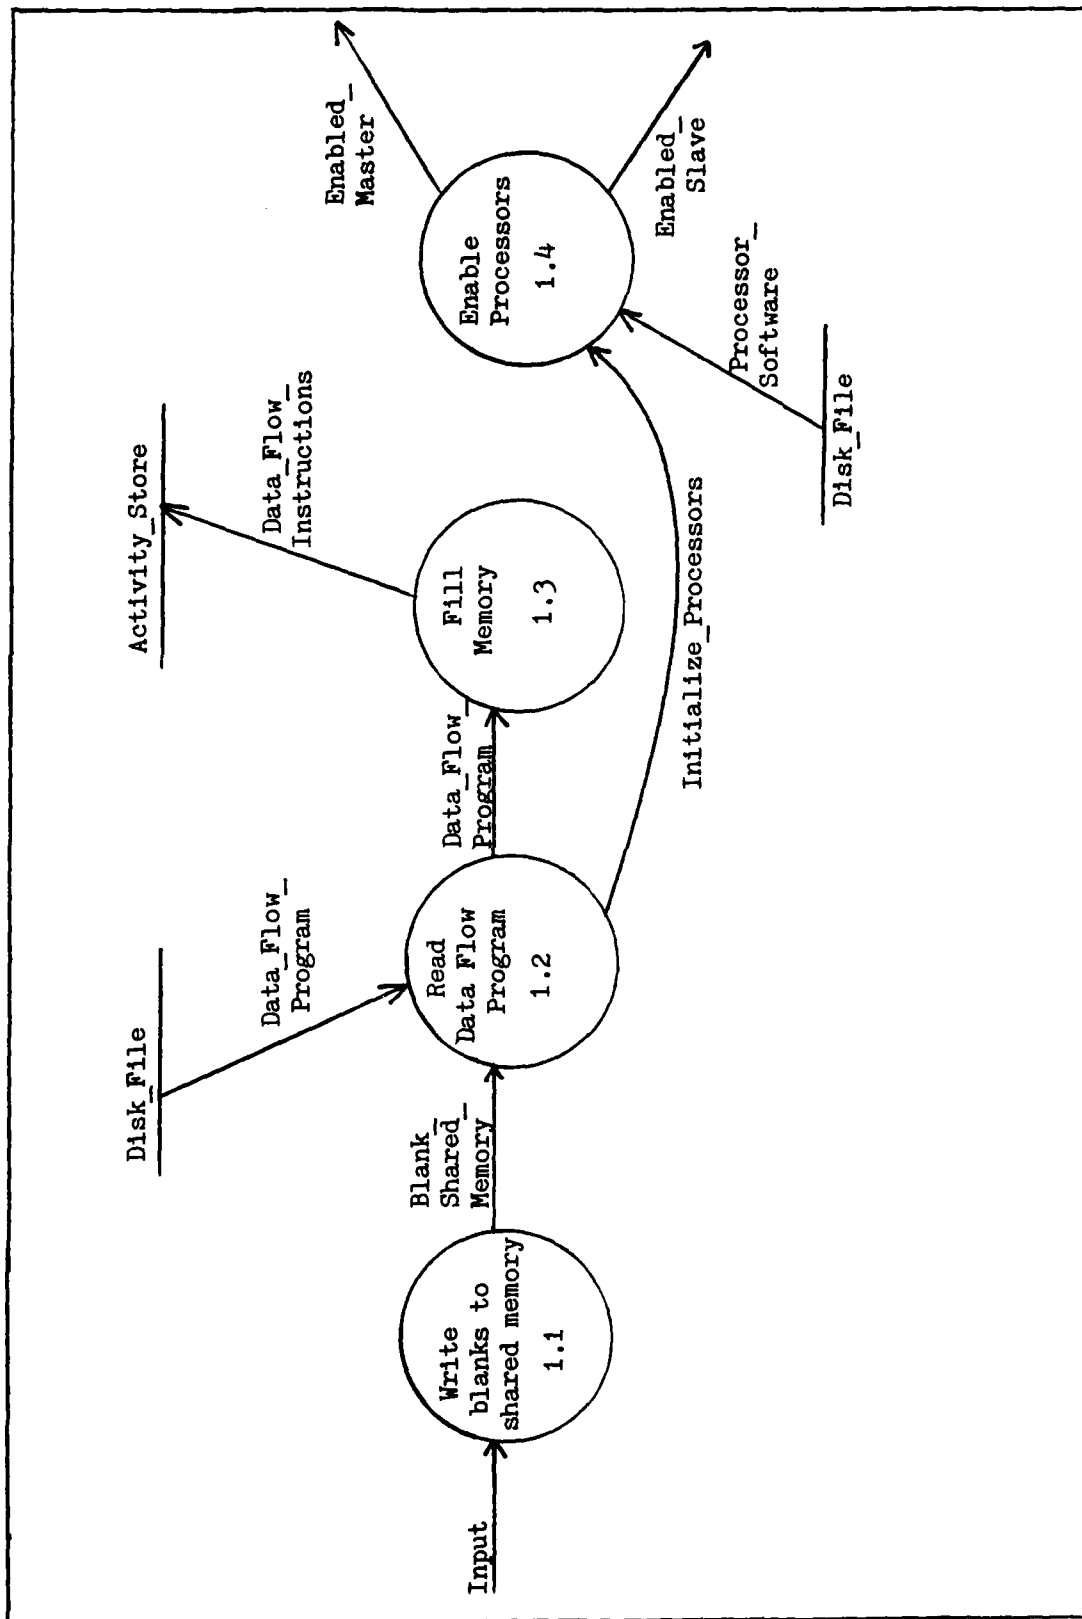 Disk_File
Activity_Store
Data_Flow_
Program
Data_Flow_
Instructions
Enabled_
Master
Input
Write
blanks to
shared memory
1.1
Blank_
Shared_
Memory
Read
Data Flow
Program
1.2
Data_Flow_
Program
Fill
Memory
1.3
Enable
Processors
1.4
Initialize_Processors
Enabled_
Slave
Processor_
Software
Disk_File